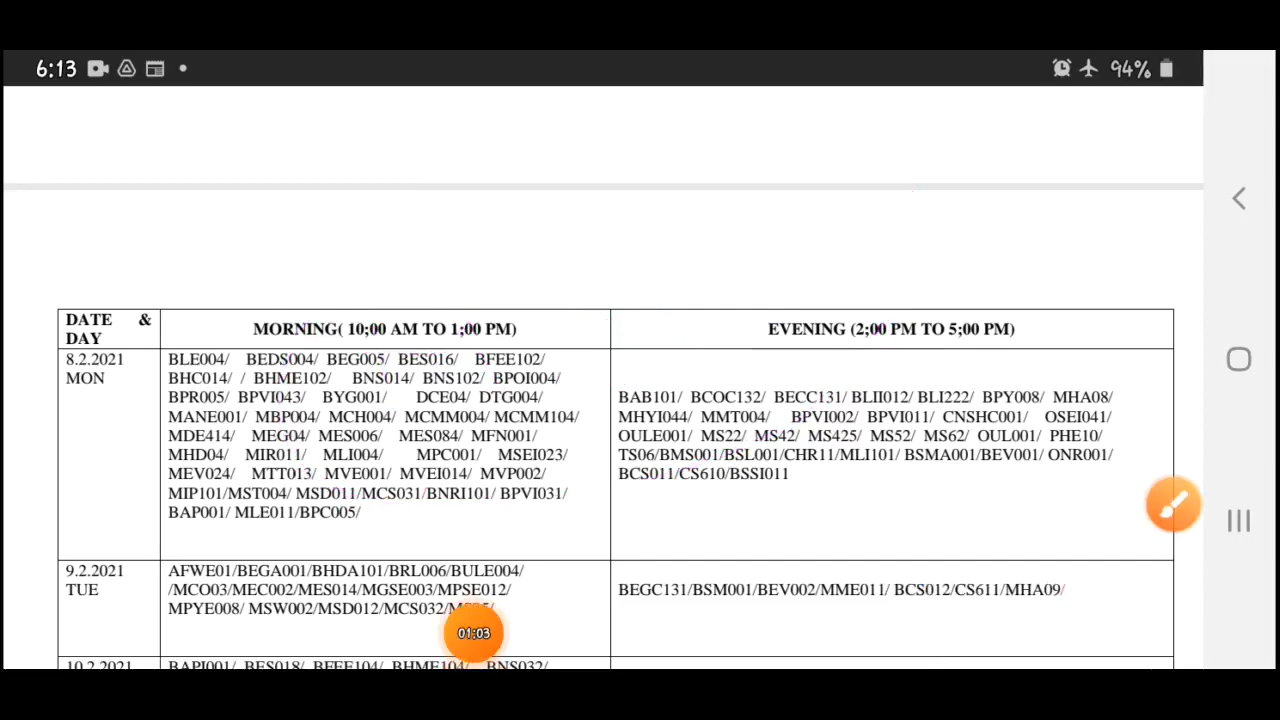 6:13 94%
DATE & DAY MORNING( 10;00 AM TO 1;00 PM) EVENING (2;00 PM TO 5;00 PM)
8.2.2021
MON
BLE004/ BEDS004/ BEG005/ BES016/ BFEE102/
BHC014/ / BHME102/ BNS014/ BNS102/ BPOI004/
BPR005/ BPVI043/ BYG001/ DCE04/ DTG004/
MANE001/ MBP004/ MCH004/ MCMM004/ MCMM104/
MDE414/ MEG04/ MES006/ MES084/ MFN001/
MHD04/ MIR011/ MLI004/ MPC001/ MSEI023/
MEV024/ MTT013/ MVE001/ MVEI014/ MVP002/
MIP101/MST004/ MSD011/MCS031/BNRI101/ BPVI031/
BAP001/ MLE011/BPC005/
BAB101/ BCOC132/ BECC131/ BLII012/ BLI222/ BPY008/ MHA08/
MHYI044/ MMT004/ BPVI002/ BPVI011/ CNSHC001/ OSEI041/
OULE001/ MS22/ MS42/ MS425/ MS52/ MS62/ OUL001/ PHE10/
TS06/BMS001/BSL001/CHR11/MLI101/ BSMA001/BEV001/ ONR001/
BCS011/CS610/BSSI011
9.2.2021
TUE
AFWE01/BEGA001/BHDA101/BRL006/BULE004/
/MCO03/MEC002/MES014/MGSE003/MPSE012/
MPYE008/ MSW002/MSD012/MCS032/
BEGC131/BSM001/BEV002/MME011/ BCS012/CS611/MHA09/
01:03
10.2.2021 BAPI001/ BES018/ BFEE104/ BHME104/ BNS032/